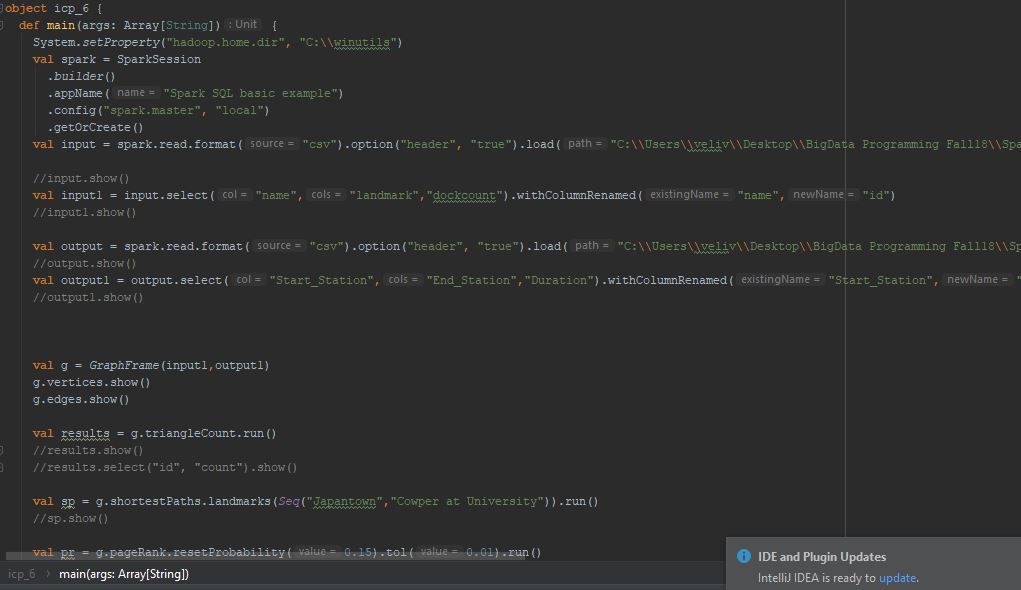 object icp_6 {
def main(args: Array[String]) : Unit {
System.setProperty("hadoop.home.dir", "C:\\winutils")
val spark = SparkSession
.builder()
.appName( name = "Spark SQL basic example")
.config("spark.master", "local")
.getOrCreate()
val input = spark.read.format( source = "csv").option("header", "true").load( path = "C:\\Users\\veliv\\Desktop\\BigData Programming Fall18\\Spa
//input.show()
val input1 = input.select( col = "name", cols = "landmark","dockcount").withColumnRenamed( existingName = "name", newName = "id")
//input1.show()
val output = spark.read.format( source = "csv").option("header", "true").load( path = "C:\\Users\\veliv\\Desktop\\BigData Programming Fall18\\Sp
//output.show()
val output1 = output.select( col = "Start_Station", cols = "End_Station","Duration").withColumnRenamed( existingName = "Start_Station", newName = "
//output1.show()
val g = GraphFrame(input1,output1)
g.vertices.show()
g.edges.show()
val results = g.triangleCount.run()
//results.show()
//results.select("id", "count").show()
val sp = g.shortestPaths.landmarks(Seq("Japantown","Cowper at University")).run()
//sp.show()
val pr = g.pageRank.resetProbability( value = 0.15).tol( value = 0.01).run()
icp_6 › main(args: Array[String])
IDE and Plugin Updates
IntelliJ IDEA is ready to update.